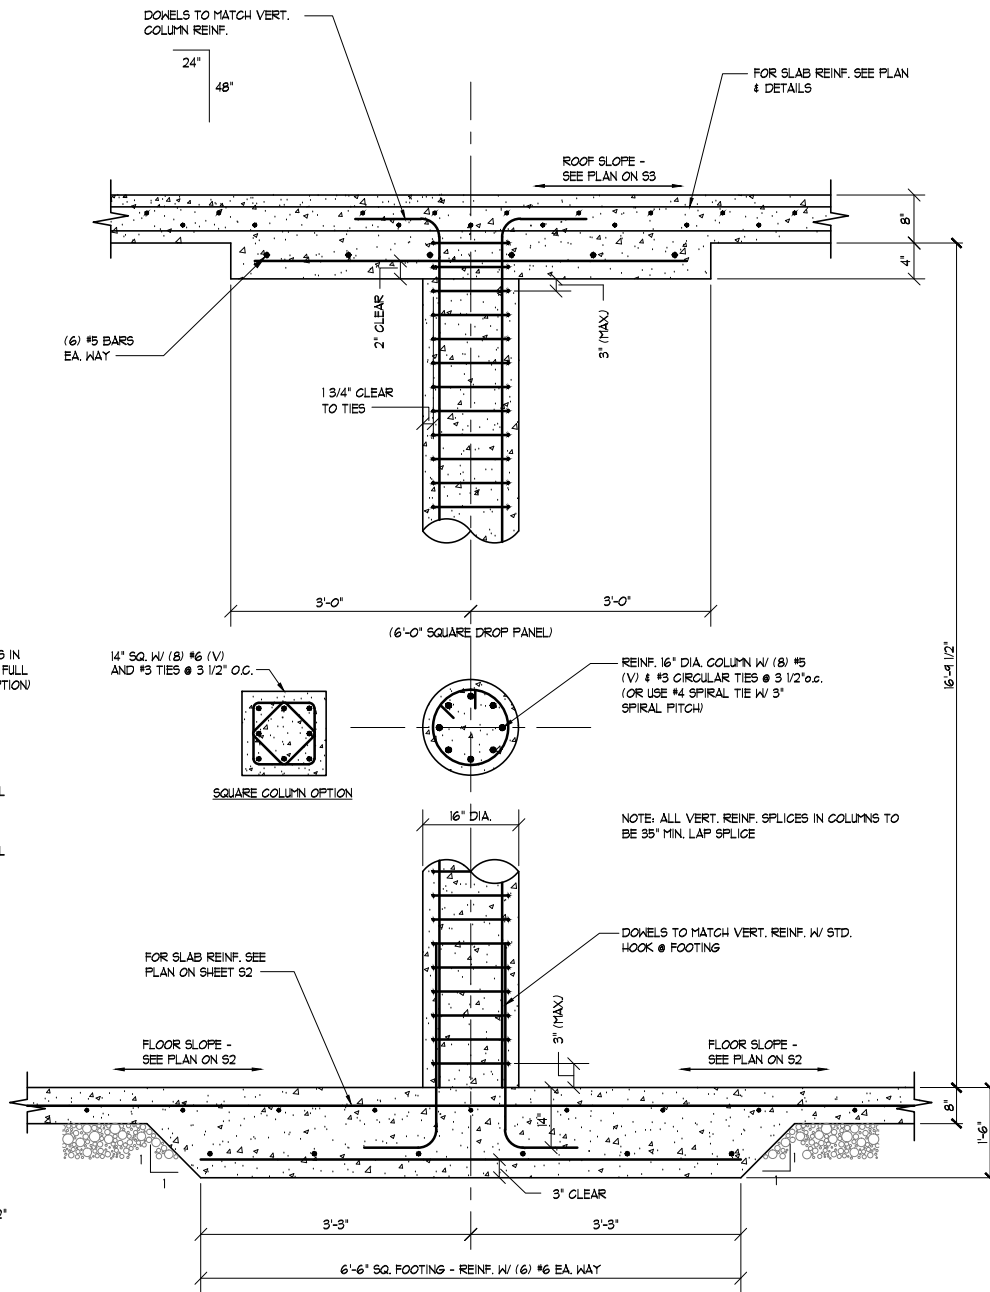 DOWELS TO MATCH VERT.
COLUMN REINF.
24"
48"
FOR SLAB REINF. SEE PLAN
& DETAILS
ROOF SLOPE -
SEE PLAN ON S3
8"
4"
2" CLEAR
3" (MAX)
(6) #5 BARS
EA. WAY
1 3/4" CLEAR
TO TIES
3'-0"
3'-0"
(6'-0" SQUARE DROP PANEL)
S IN
FULL
PTION)
14" SQ. W/ (8) #6 (V)
AND #3 TIES @ 3 1/2" O.C.
REINF. 16" DIA. COLUMN W/ (8) #5
(V) & #3 CIRCULAR TIES @ 3 1/2"o.c.
(OR USE #4 SPIRAL TIE W/ 3"
SPIRAL PITCH)
16'-9 1/2"
SQUARE COLUMN OPTION
L
16" DIA.
NOTE: ALL VERT. REINF. SPLICES IN COLUMNS TO
BE 35" MIN. LAP SPLICE
L
DOWELS TO MATCH VERT. REINF. W/ STD.
HOOK @ FOOTING
FOR SLAB REINF. SEE
PLAN ON SHEET S2
3" (MAX)
FLOOR SLOPE -
SEE PLAN ON S2
FLOOR SLOPE -
SEE PLAN ON S2
14"
8"
1'-6"
1
1
1
1
3" CLEAR
2"
3'-3"
3'-3"
6'-6" SQ. FOOTING - REINF. W/ (6) #6 EA. WAY